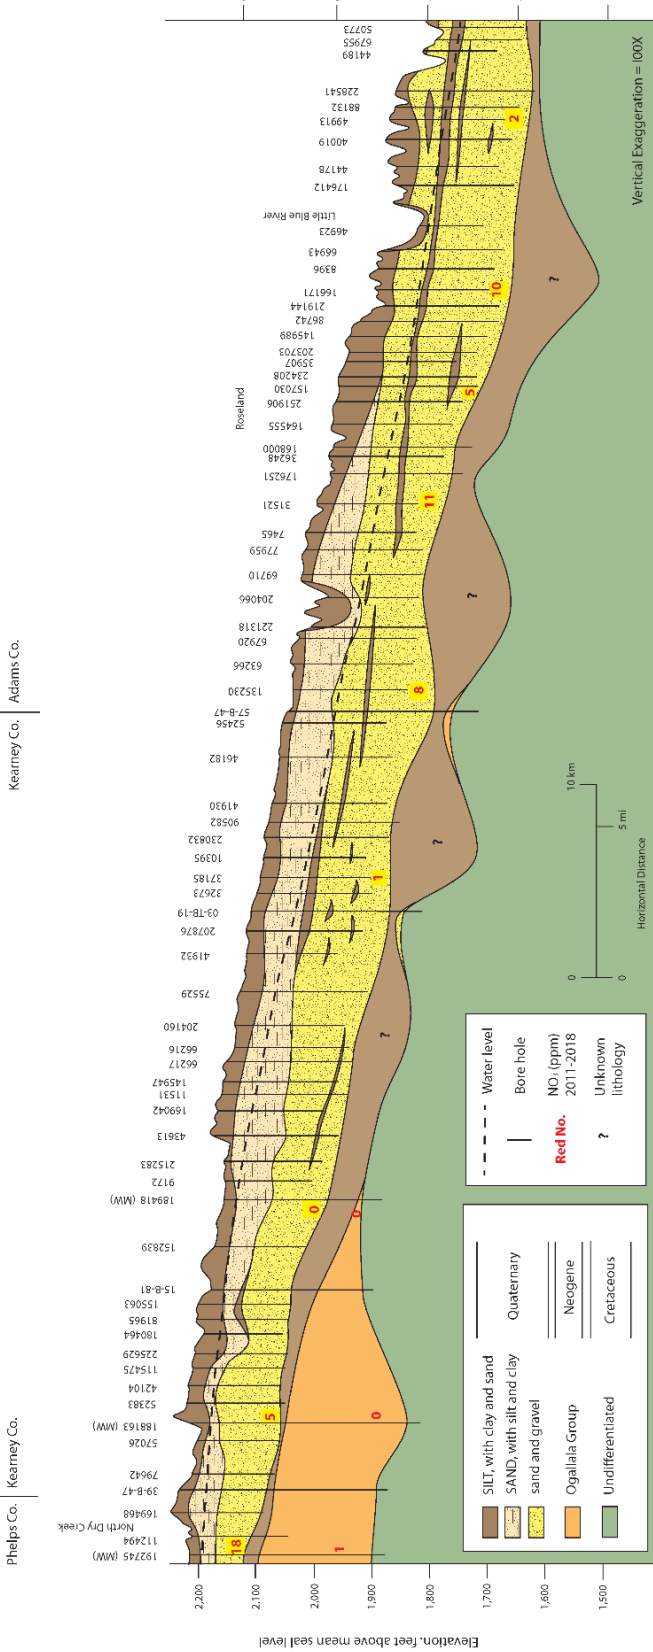 Phelps Co.
Kearney Co.
Kearney Co.
Adams Co.
192745 (MW)
112494
North Dry Creek
169468
39-B-47
79642
57026
188163 (MW)
52383
42104
115475
225629
180464
81965
155063
15-B-81
152839
189418 (MW)
9172
215283
43613
169042
11531
145947
66217
66216
204160
75529
41932
207876
03-TB-19
32673
37185
10395
230832
90582
41930
46182
52456
57-B-47
135230
63266
67920
221318
204066
69710
77959
7465
31521
176251
36248
168000
164555
Roseland
251906
157030
234208
35907
203703
145989
86742
219144
166171
8396
66943
46923
Little Blue River
176412
44178
40019
49913
88132
228541
44189
67955
50773
2,200
2,100
2,000
1,900
1,800
1,700
1,600
1,500
Elevation. feet above mean seal level
18
1
5
0
0
0
1
8
11
5
10
2
?
?
?
?
?
SILT, with clay and sand
SAND, with silt and clay
sand and gravel
Ogallala Group
Undifferentiated
Quaternary
Neogene
Cretaceous
Water level
Bore hole
Red No.
NO₃ (ppm)
2011-2018
?
Unknown
lithology
0
10 km
0
5 mi
Horizontal Distance
Vertical Exaggeration = 100X